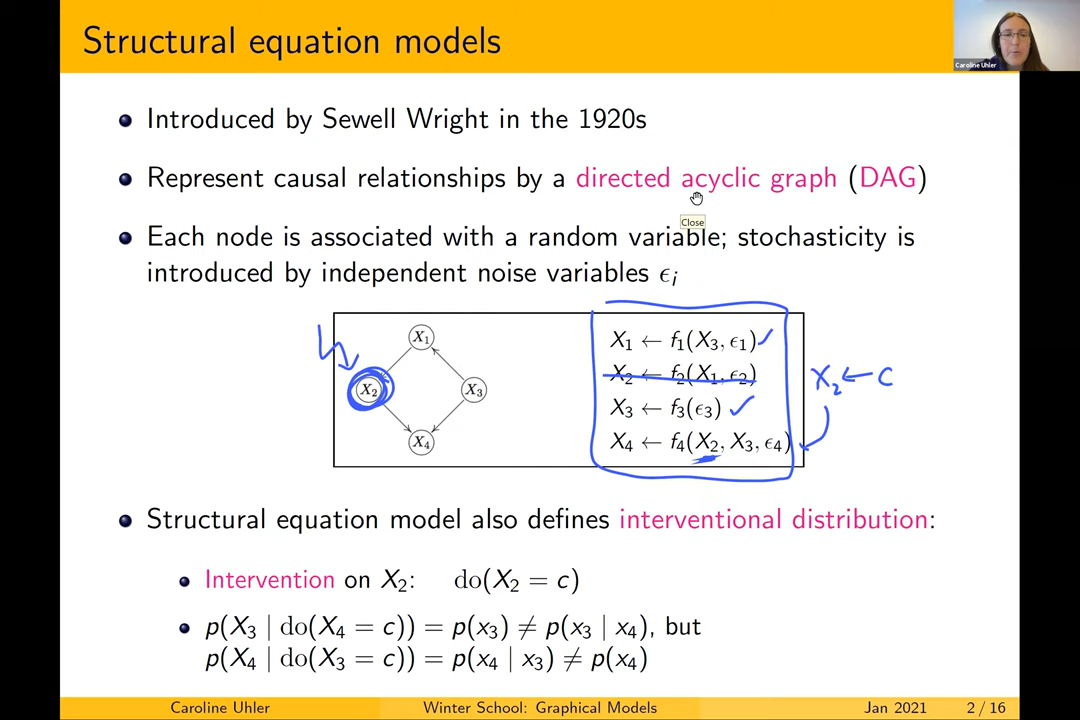 Structural equation models
Caroline Uhler
Introduced by Sewell Wright in the 1920s
Represent causal relationships by a directed acyclic graph (DAG)
Close
Each node is associated with a random variable; stochasticity is
introduced by independent noise variables ϵᵢ
X₁
X₂
X₃
X₄
X₁ ← f₁(X₃, ϵ₁)
X₂ ← f₂(X₁, ϵ₂)
X₃ ← f₃(ϵ₃)
X₄ ← f₄(X₂, X₃, ϵ₄)
X₂ ← C
Structural equation model also defines interventional distribution:
Intervention on X₂: do(X₂ = c)
p(X₃ | do(X₄ = c)) = p(x₃) ≠ p(x₃ | x₄), but
p(X₄ | do(X₃ = c)) = p(x₄ | x₃) ≠ p(x₄)
Caroline Uhler Winter School: Graphical Models Jan 2021 2 / 16